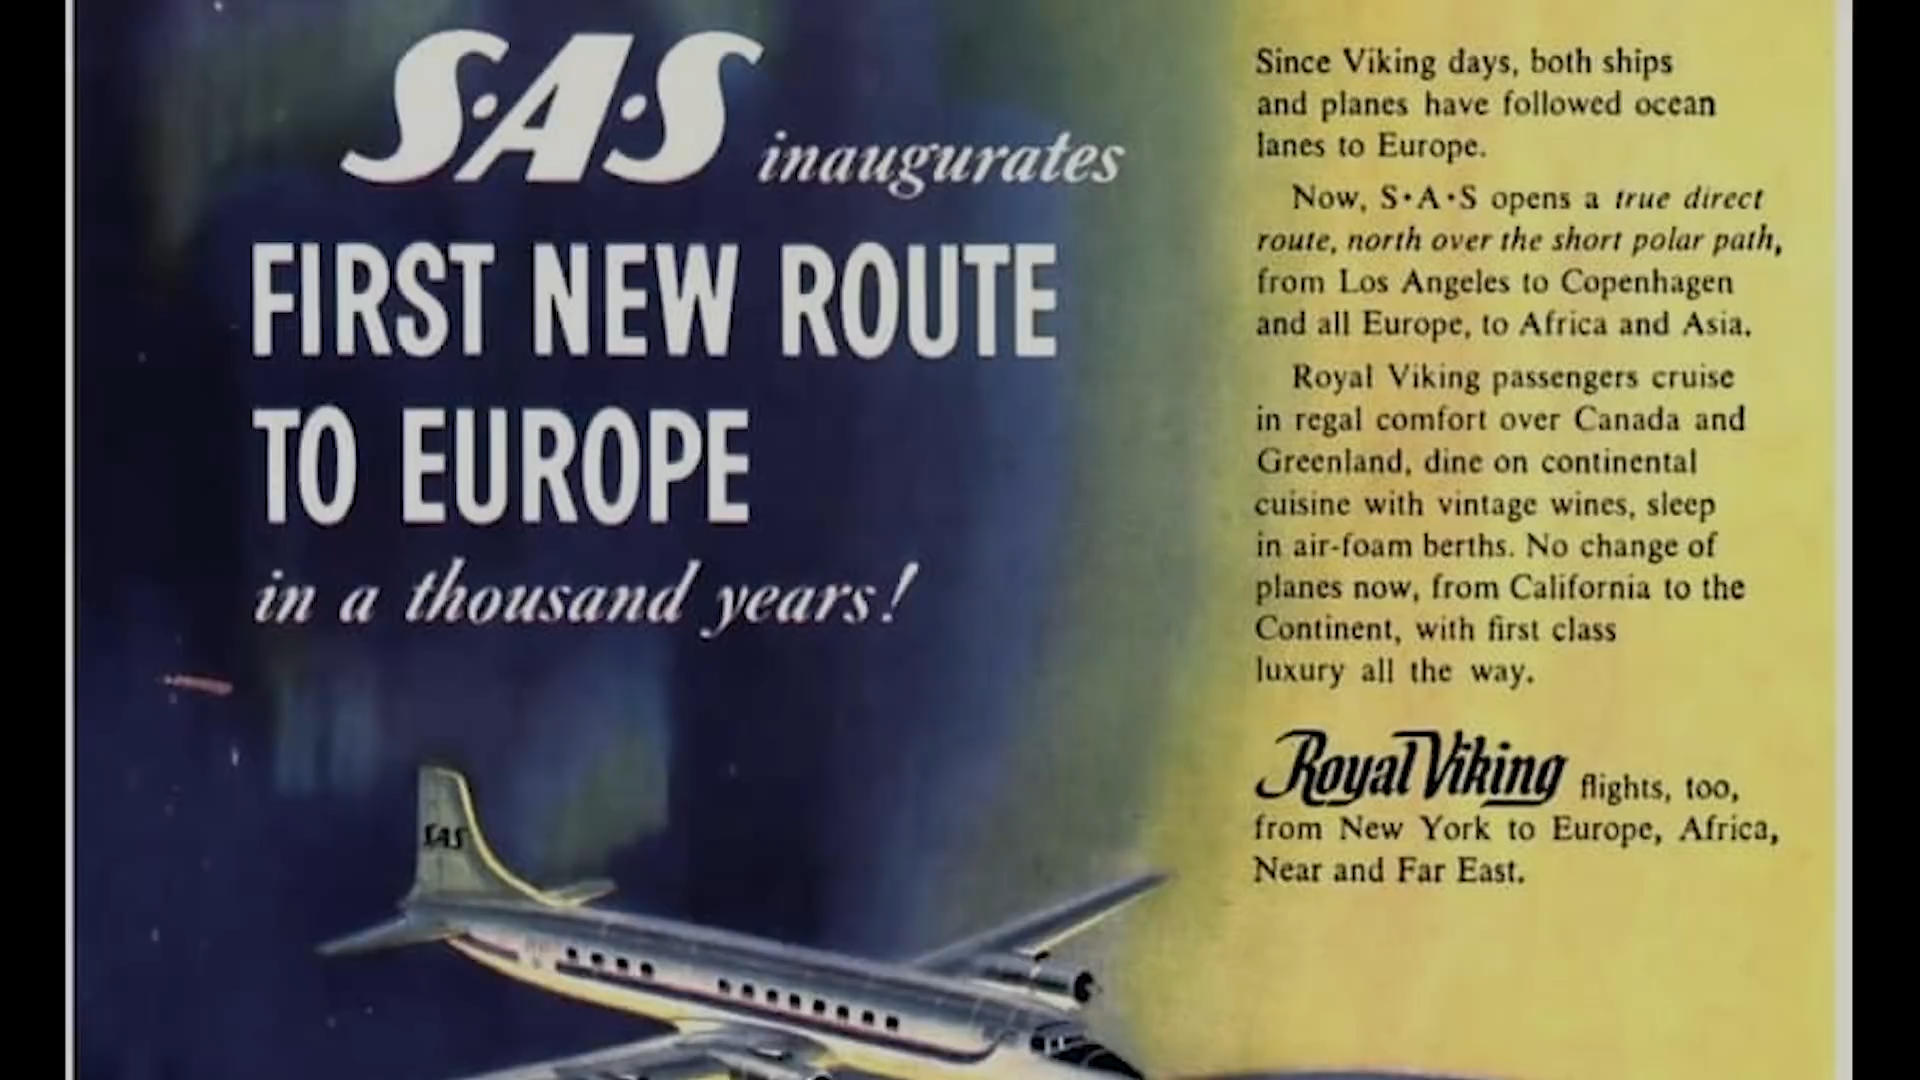 S·A·S inaugurates
FIRST NEW ROUTE
TO EUROPE
in a thousand years!
SAS
Since Viking days, both ships
and planes have followed ocean
lanes to Europe.
Now, S·A·S opens a true direct
route, north over the short polar path,
from Los Angeles to Copenhagen
and all Europe, to Africa and Asia.
Royal Viking passengers cruise
in regal comfort over Canada and
Greenland, dine on continental
cuisine with vintage wines, sleep
in air-foam berths. No change of
planes now, from California to the
Continent, with first class
luxury all the way.
Royal Viking flights, too,
from New York to Europe, Africa,
Near and Far East.